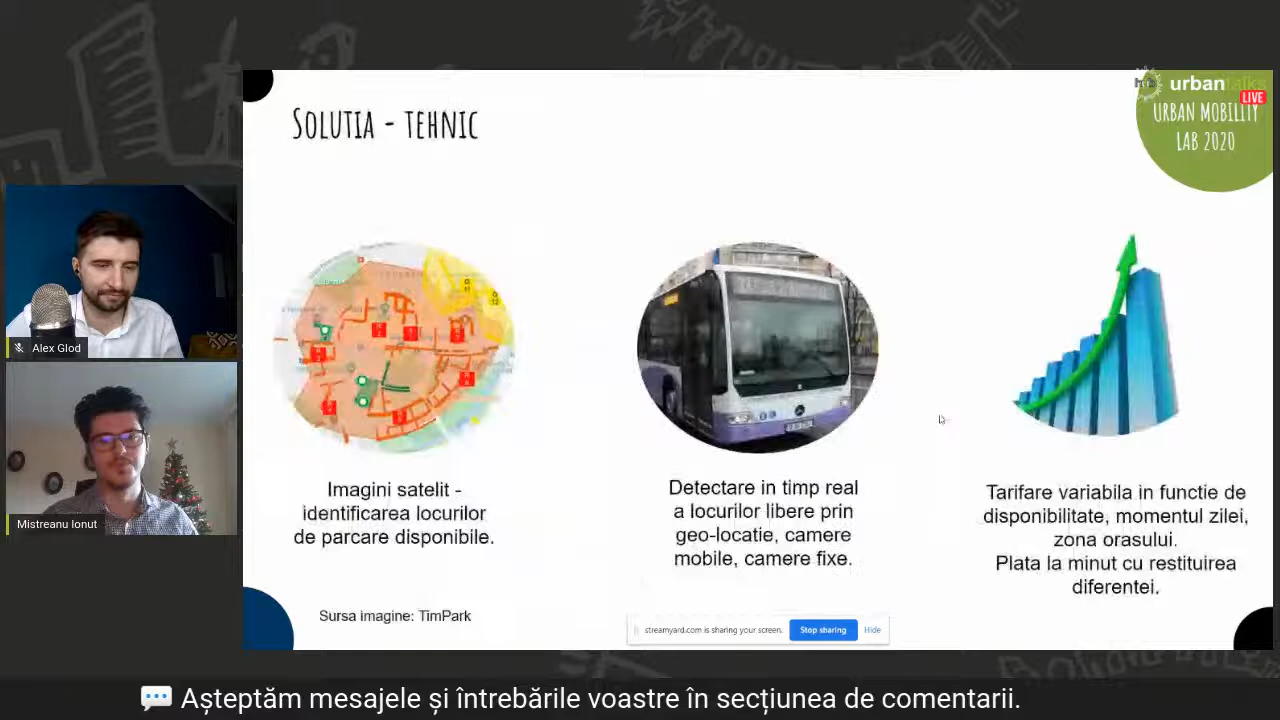 SOLUTIA - TEHNIC
urbantalks
LIVE
URBAN MOBILITY
LAB 2020
Alex Glod
Mistreanu Ionut
Imagini satelit -
identificarea locurilor
de parcare disponibile.
Sursa imagine: TimPark
Detectare in timp real
a locurilor libere prin
geo-locatie, camere
mobile, camere fixe.
Tarifare variabila in functie de
disponibilitate, momentul zilei,
zona orasului.
Plata la minut cu restituirea
diferentei.
streamyard.com is sharing your screen. Stop sharing Hide
💬 Așteptăm mesajele și întrebările voastre în secțiunea de comentarii.